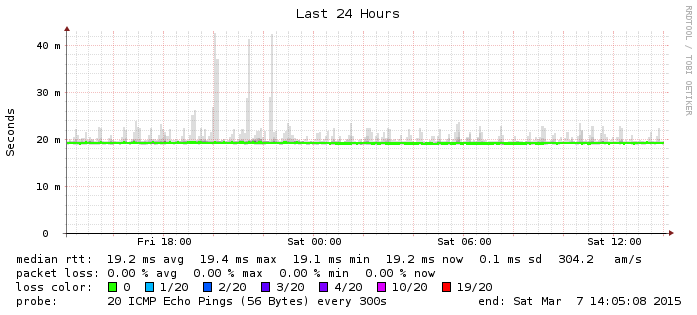 Last 24 Hours
RRDTOOL / TOBI OETIKER
Seconds
40 m
30 m
20 m
10 m
0
Fri 18:00 Sat 00:00 Sat 06:00 Sat 12:00
median rtt: 19.2 ms avg 19.4 ms max 19.1 ms min 19.2 ms now 0.1 ms sd 304.2 am/s
packet loss: 0.00 % avg 0.00 % max 0.00 % min 0.00 % now
loss color: 0 1/20 2/20 3/20 4/20 10/20 19/20
probe: 20 ICMP Echo Pings (56 Bytes) every 300s end: Sat Mar 7 14:05:08 2015